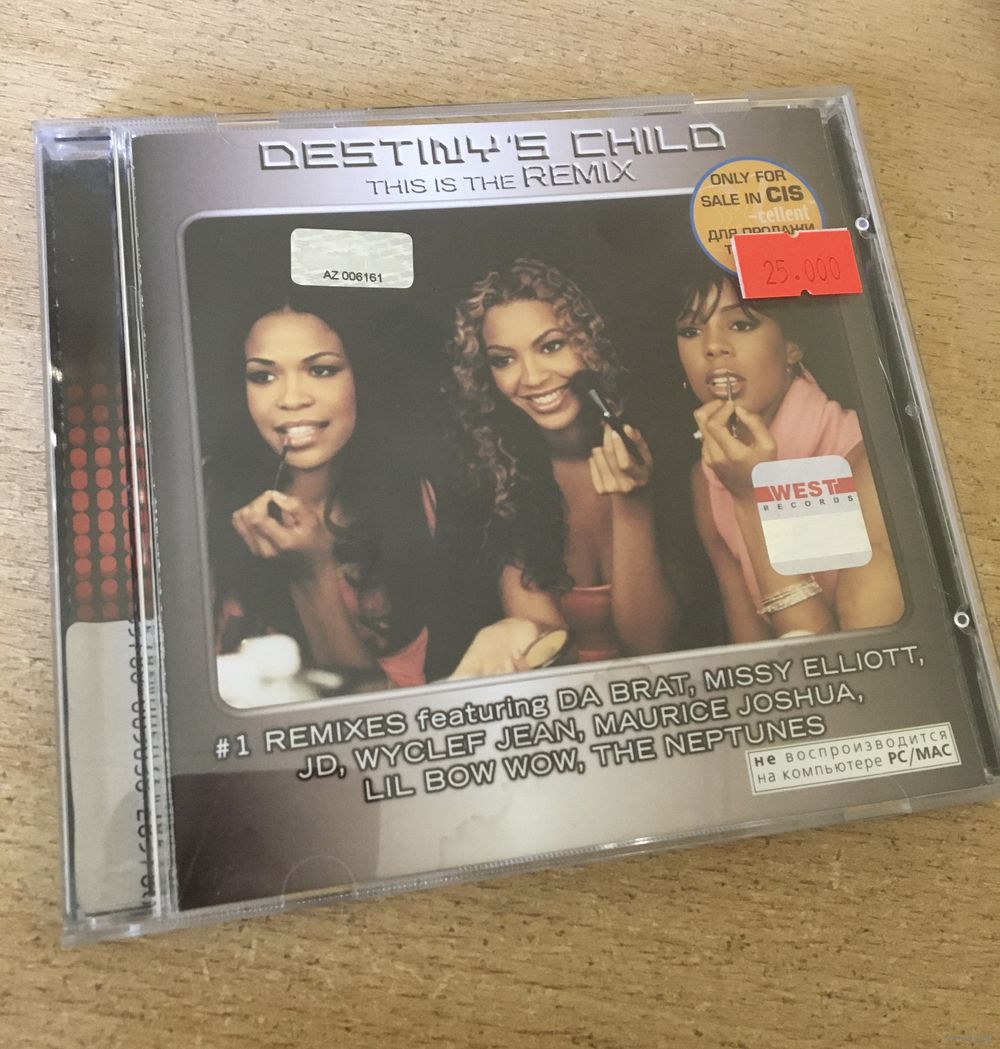 DESTINY'S CHILD
THIS IS THE REMIX
ONLY FOR
SALE IN CIS
-cellent
ДЛЯ ПРОДАЖИ
25.000
AZ 006161
WEST
RECORDS
#1 REMIXES featuring DA BRAT, MISSY ELLIOTT,
JD, WYCLEF JEAN, MAURICE JOSHUA,
LIL BOW WOW, THE NEPTUNES
не воспроизводится
на компьютере PC/MAC